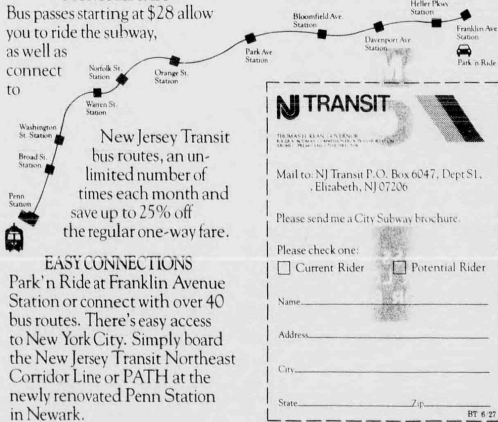 Bus passes starting at $28 allow
you to ride the subway,
as well as
connect
to
New Jersey Transit
bus routes, an un-
limited number of
times each month and
save up to 25% off
the regular one-way fare.
EASY CONNECTIONS
Park'n Ride at Franklin Avenue
Station or connect with over 40
bus routes. There's easy access
to New York City. Simply board
the New Jersey Transit Northeast
Corridor Line or PATH at the
newly renovated Penn Station
in Newark.
Penn
Station
Broad St.
Station
Washington
St. Station
Warren St.
Station
Norfolk St.
Station
Orange St.
Station
Park Ave
Station
Bloomfield Ave
Station
Davenport Ave
Station
Heller Pkwy
Station
Franklin Ave
Station
Park 'n Ride
NJ TRANSIT
THOMAS H. KEAN, GOVERNOR
Mail to: NJ Transit P.O. Box 6047, Dept S1,
Elizabeth, NJ 07206
Please send me a City Subway brochure.
Please check one:
Current Rider Potential Rider
Name
Address
City
State Zip
BT 6/27